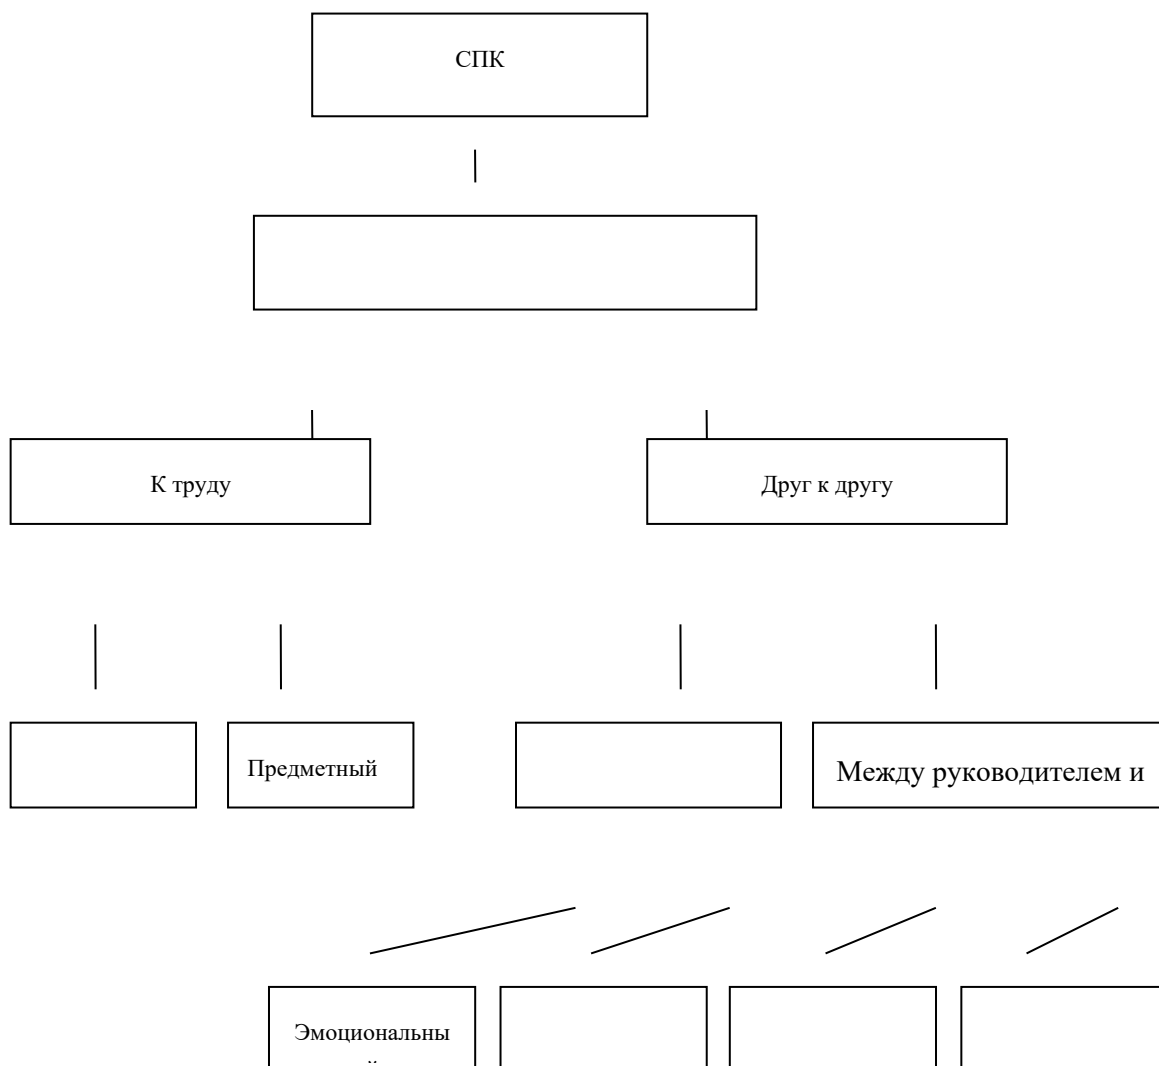 СПК
К труду
Друг к другу
Предметный
Между руководителем и
Эмоциональны